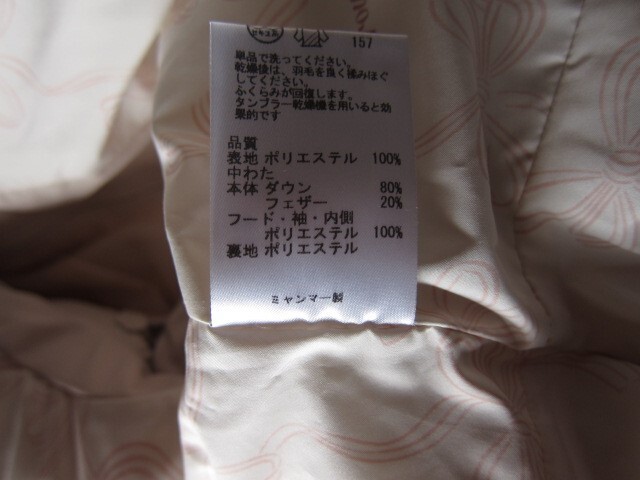 157
単品で洗ってください。
乾燥後は、羽毛を良く揉みほぐ
してください。
ふくらみが回復します。
タンブラー乾燥機を用いると効
果的です
品質
表地 ポリエステル 100%
中わた
本体 ダウン 80%
フェザー 20%
フード・袖・内側
ポリエステル 100%
裏地 ポリエステル
ミャンマー製